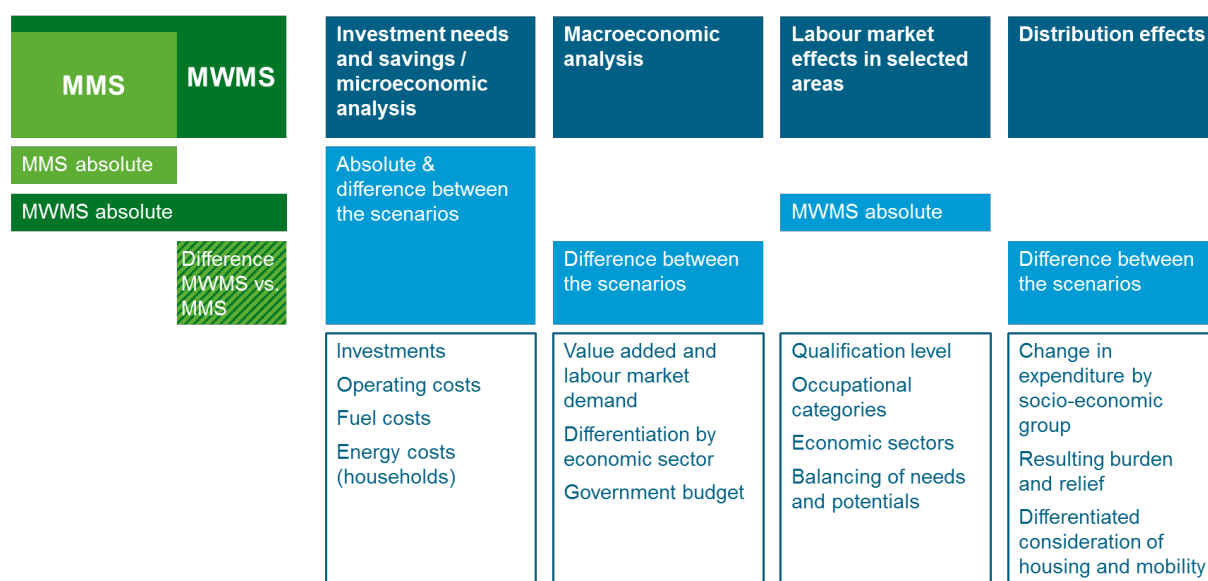 MMS
MWMS
MMS absolute
MWMS absolute
Difference
MWMS vs.
MMS
Investment needs
and savings /
microeconomic
analysis
Absolute &
difference between
the scenarios
Investments
Operating costs
Fuel costs
Energy costs
(households)
Macroeconomic
analysis
Difference between
the scenarios
Value added and
labour market
demand
Differentiation by
economic sector
Government budget
Labour market
effects in selected
areas
MWMS absolute
Qualification level
Occupational
categories
Economic sectors
Balancing of needs
and potentials
Distribution effects
Difference between
the scenarios
Change in
expenditure by
socio-economic
group
Resulting burden
and relief
Differentiated
consideration of
housing and mobility